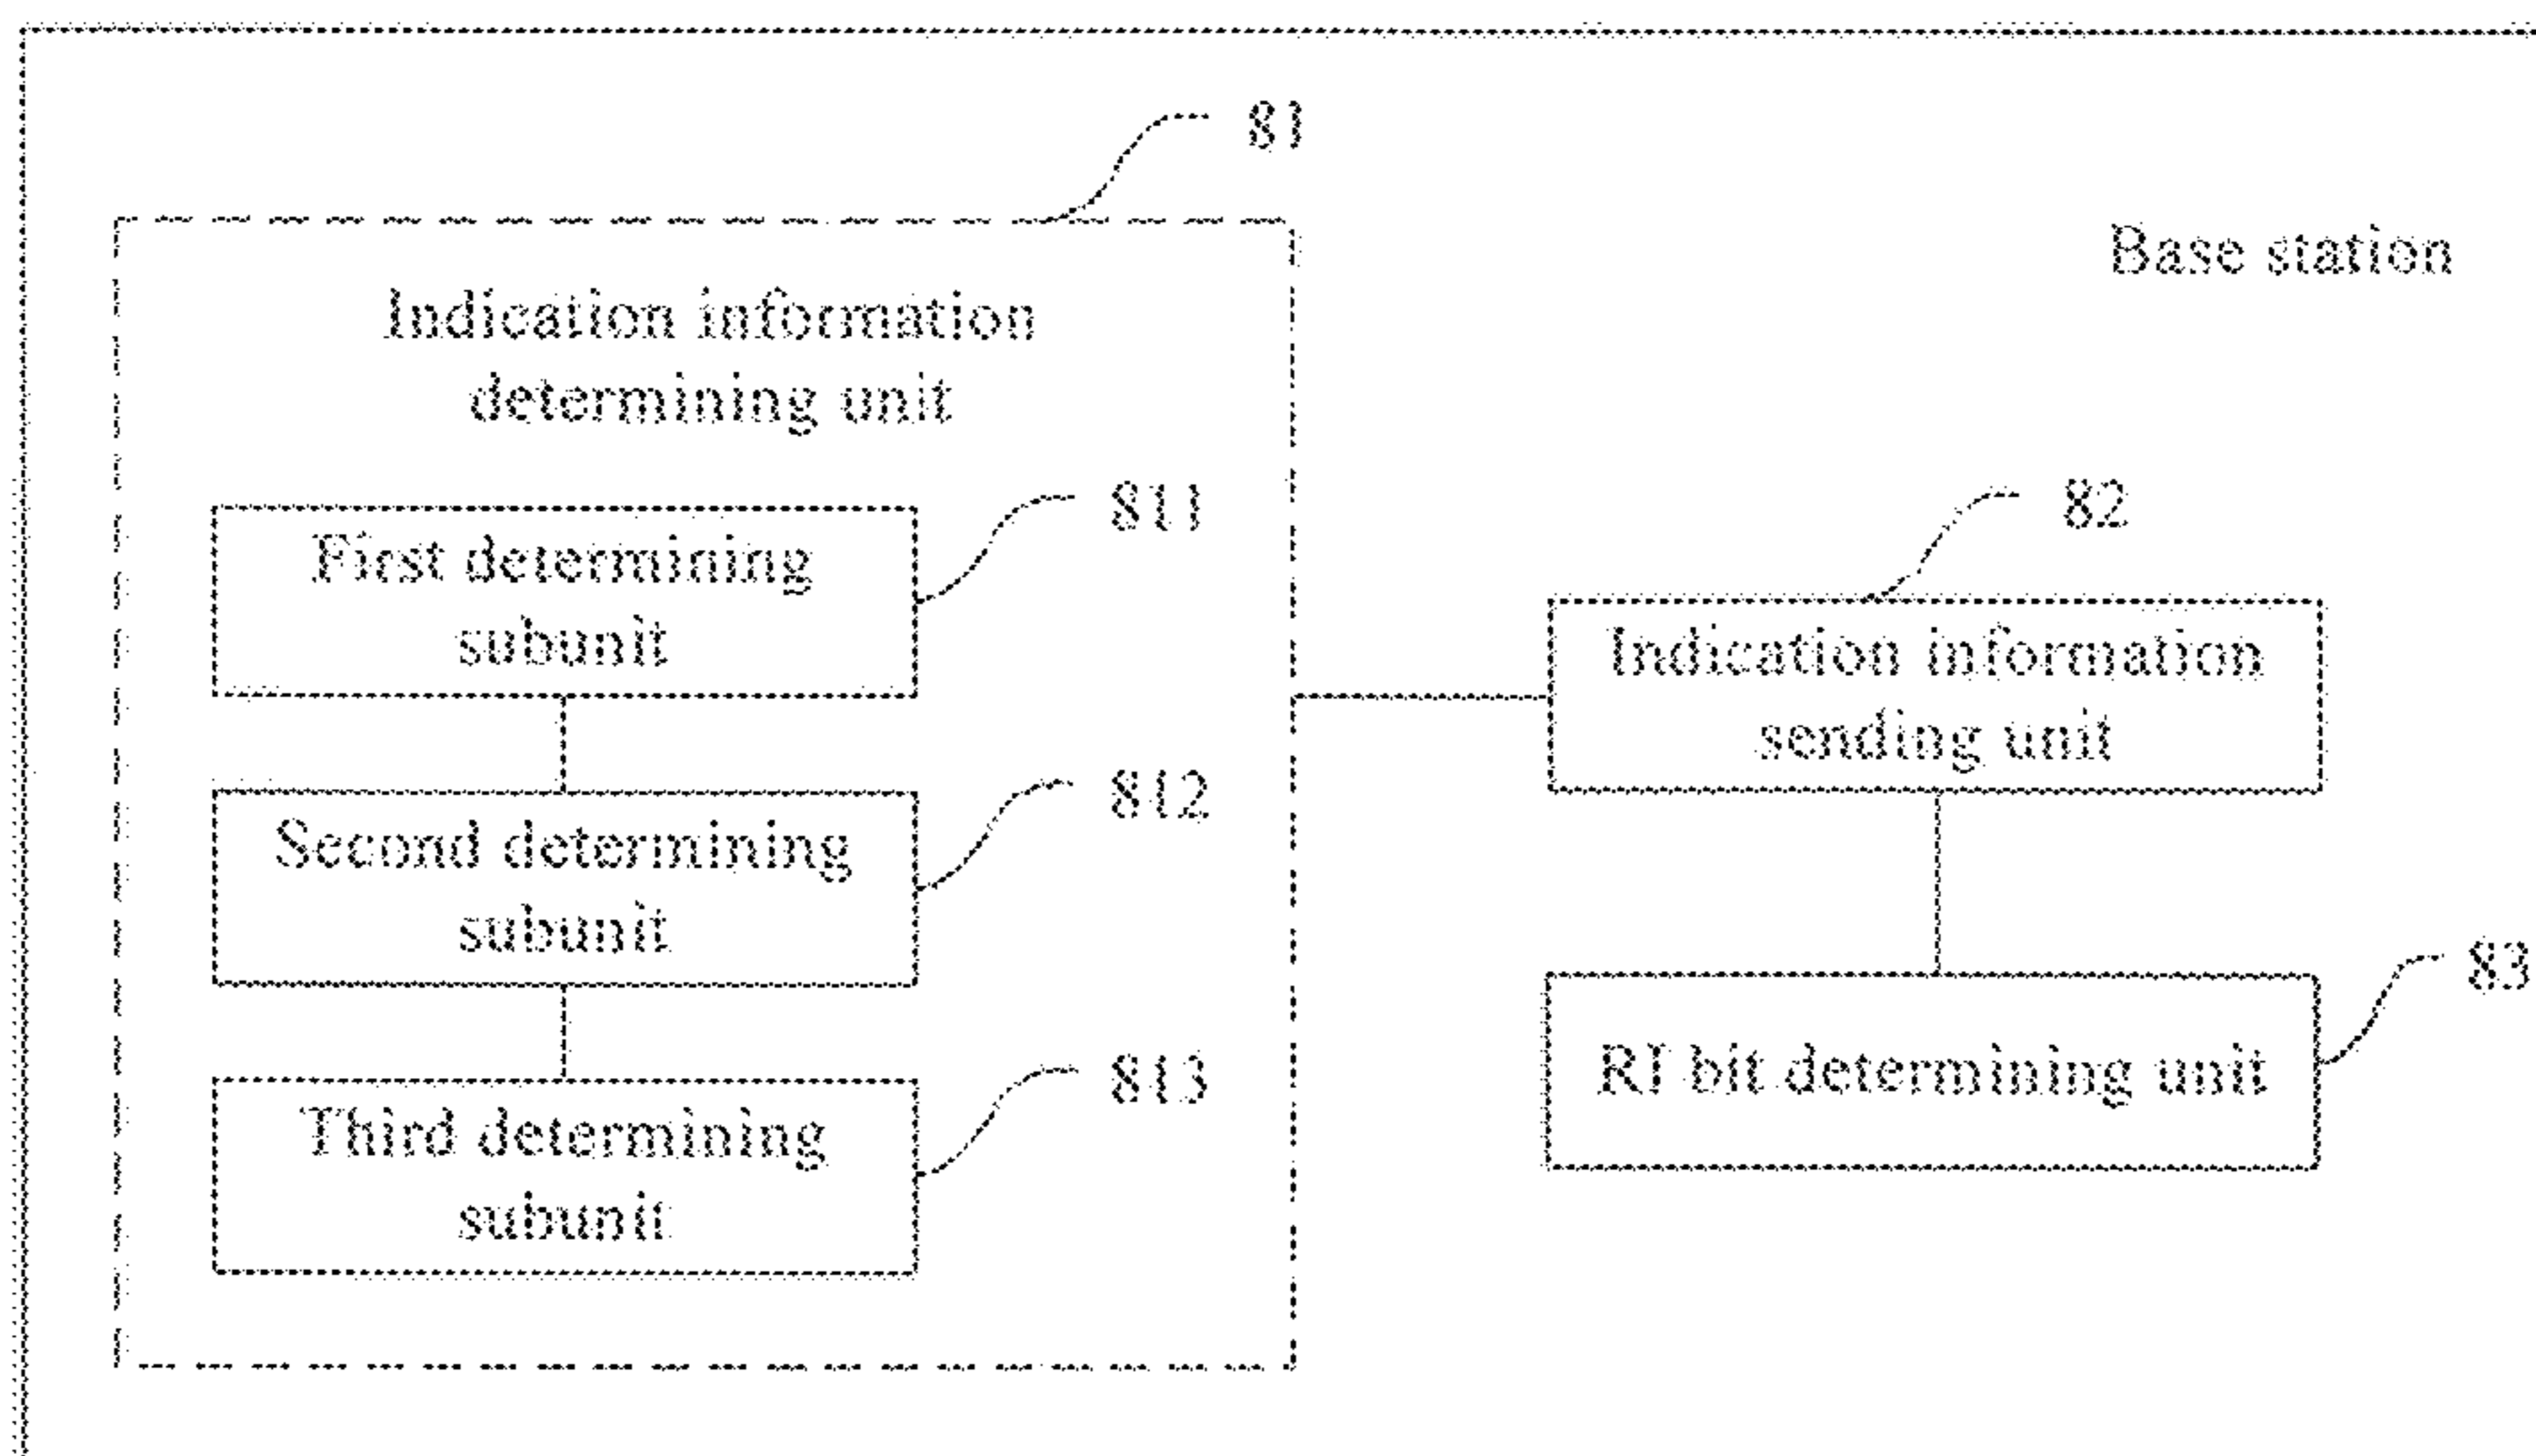 81
Base station
Indication information
determining unit
811
First determining
subunit
82
Indication information
sending unit
812
Second determining
subunit
83
RI bit determining unit
813
Third determining
subunit